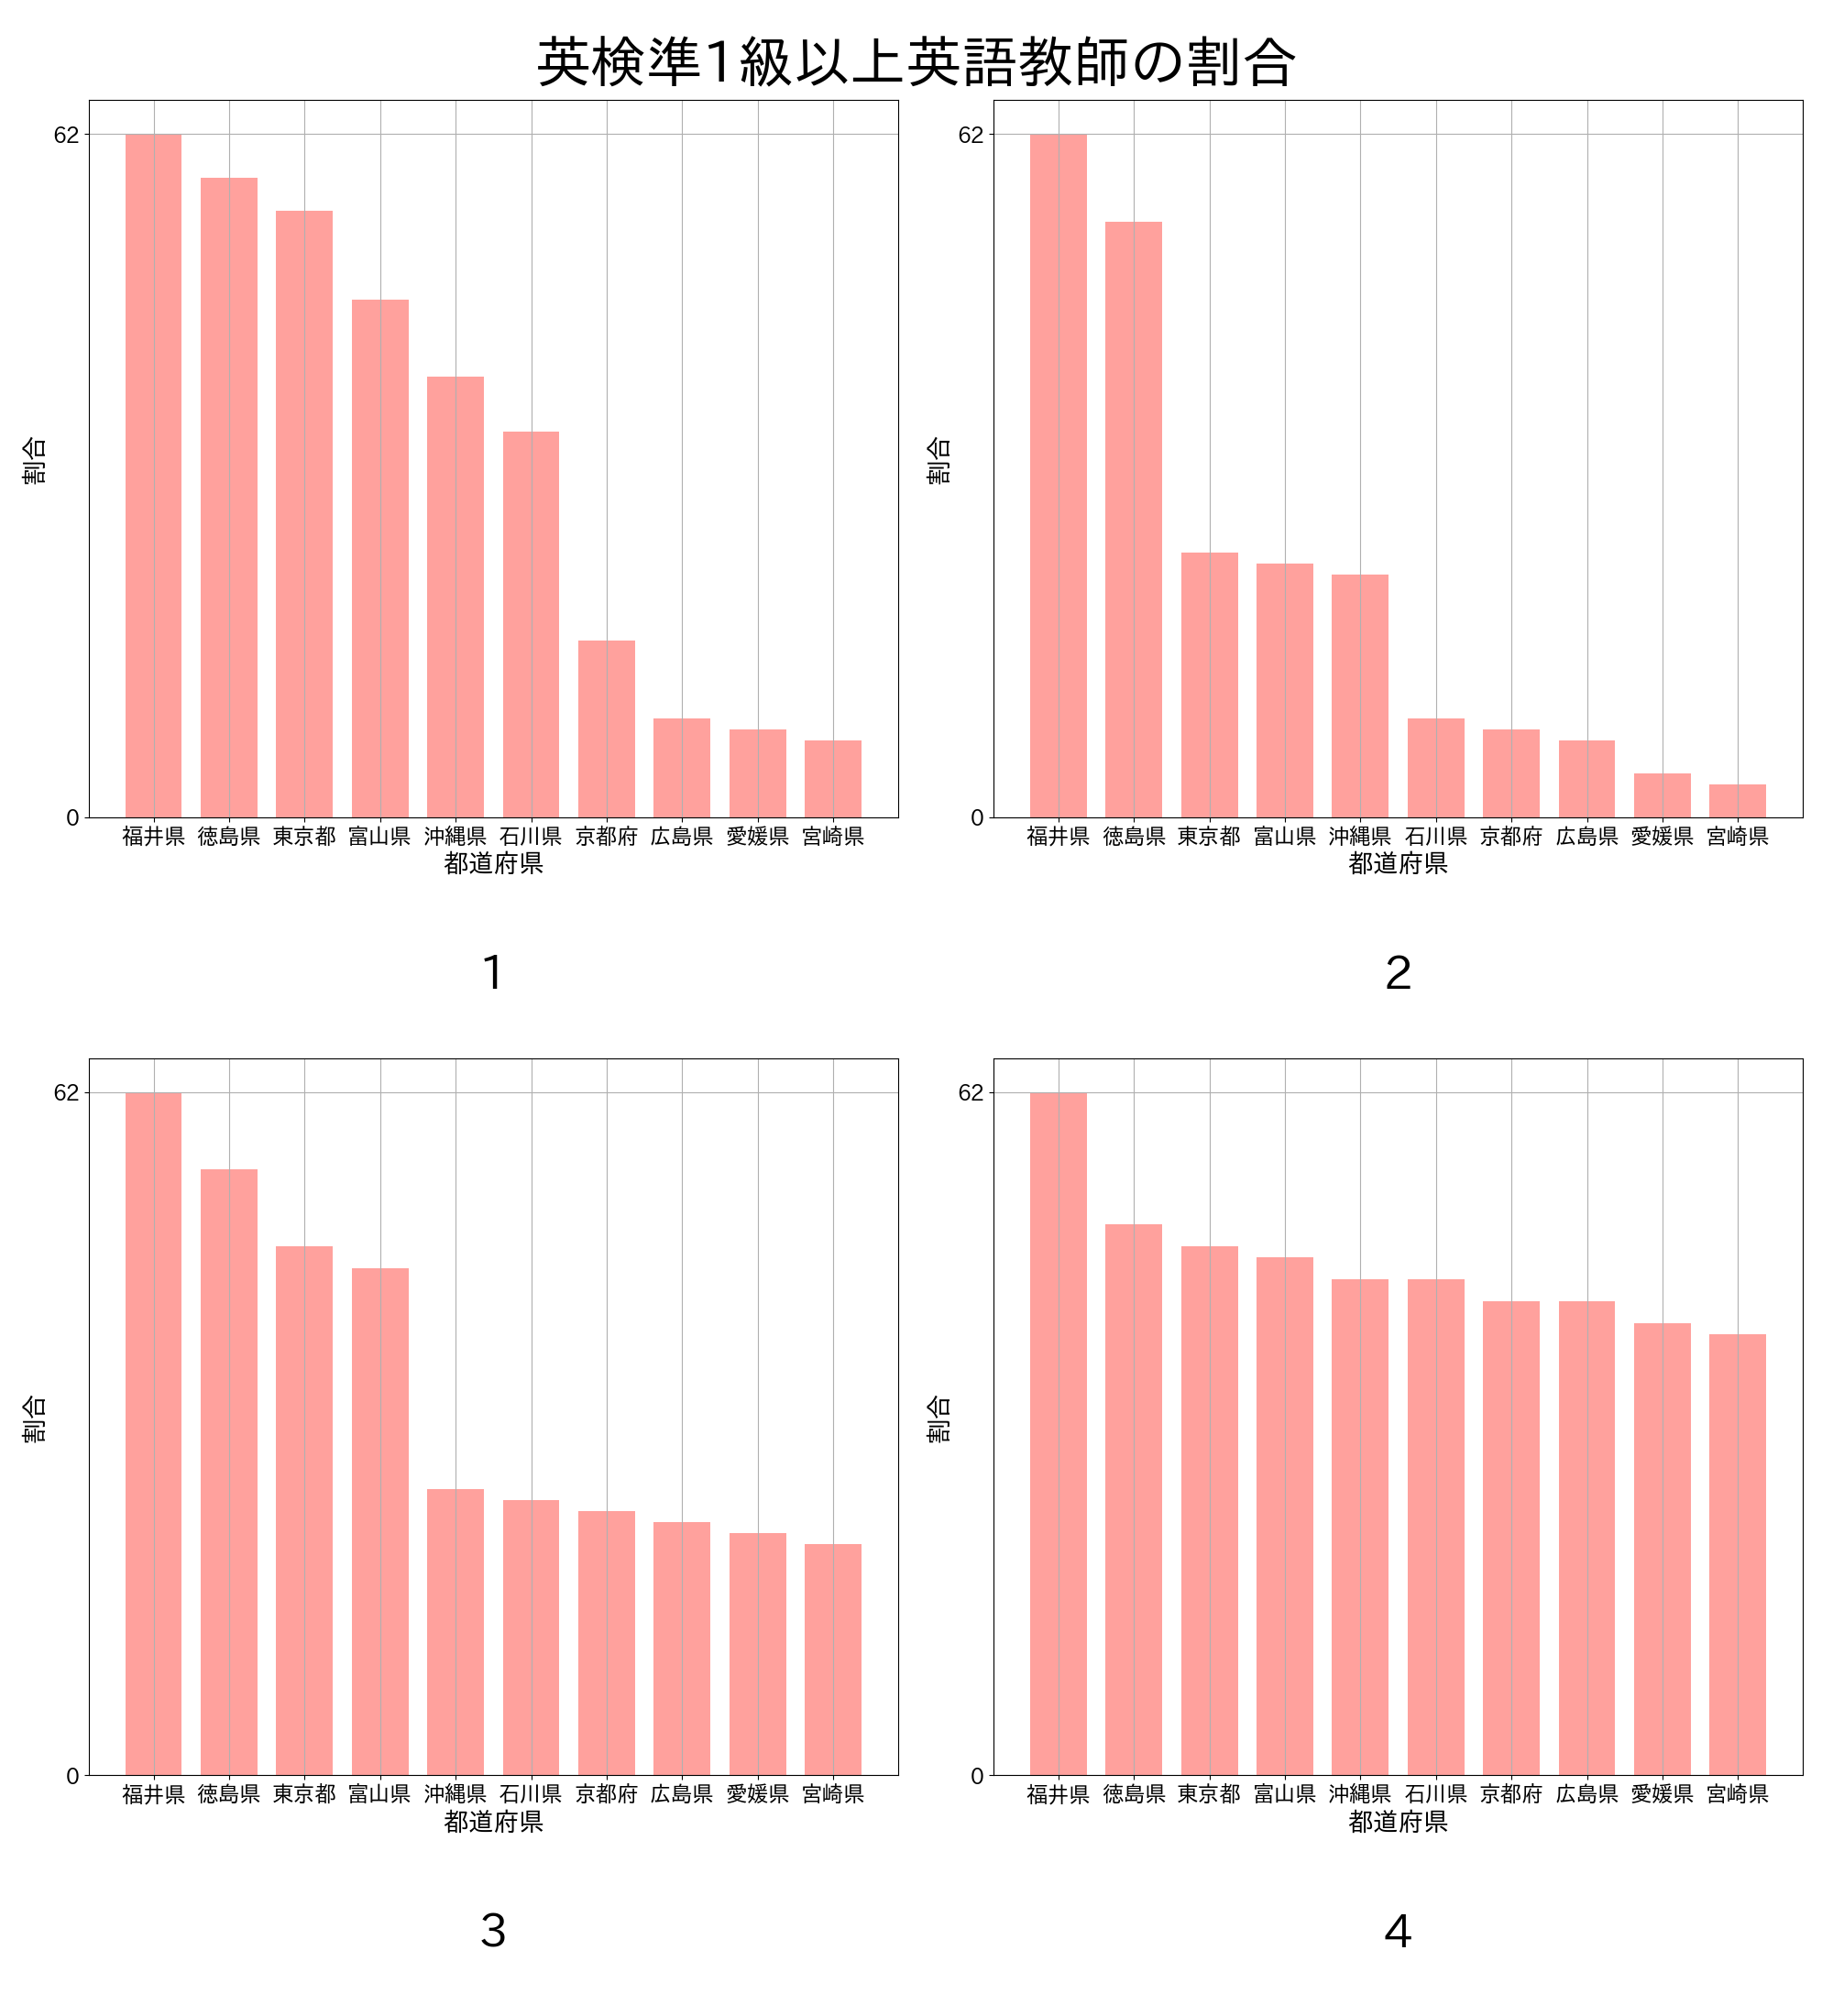 英検準1級以上英語教師の割合
62
0
割合
福井県 徳島県 東京都 富山県 沖縄県 石川県 京都府 広島県 愛媛県 宮崎県
都道府県
1
62
0
割合
福井県 徳島県 東京都 富山県 沖縄県 石川県 京都府 広島県 愛媛県 宮崎県
都道府県
2
62
0
割合
福井県 徳島県 東京都 富山県 沖縄県 石川県 京都府 広島県 愛媛県 宮崎県
都道府県
3
62
0
割合
福井県 徳島県 東京都 富山県 沖縄県 石川県 京都府 広島県 愛媛県 宮崎県
都道府県
4